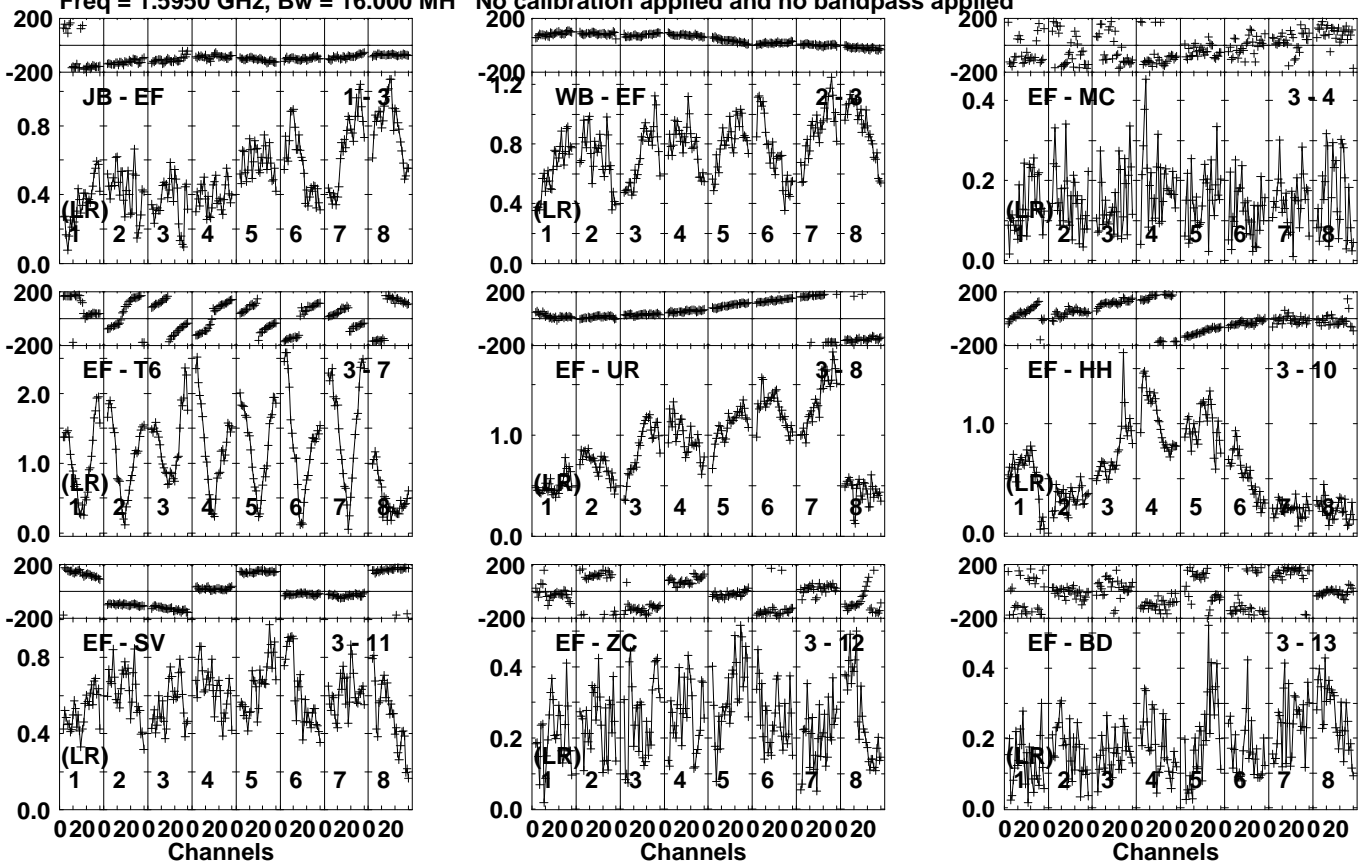 Freq = 1.5950 GHz, Bw = 16.000 MH No calibration applied and no bandpass applied
200 200 200
-200 -200 -200
JB - EF 1 - 3
1.2 WB - EF 2 - 3
EF - MC 3 - 4
0.8 0.8 0.4
0.4 0.4 0.2
(LR) (LR) (LR)
1 2 3 4 5 6 7 8
1 2 3 4 5 6 7 8
1 2 3 4 5 6 7 8
0.0 0.0 0.0
200 200 200
-200 -200 -200
EF - T6 3 - 7
EF - UR 3 - 8
EF - HH 3 - 10
2.0
1.0 1.0 1.0
(LR) (LR) (LR)
1 2 3 4 5 6 7 8
1 2 3 4 5 6 7 8
1 2 3 4 5 6 7 8
0.0 0.0 0.0
200 200 200
-200 -200 -200
EF - SV 3 - 11
EF - ZC 3 - 12
EF - BD 3 - 13
0.8 0.4 0.4
0.4 0.2 0.2
(LR) (LR) (LR)
1 2 3 4 5 6 7 8
1 2 3 4 5 6 7 8
1 2 3 4 5 6 7 8
0.0 0.0 0.0
0 20 0 20 0 20 0 20 0 20 0 20 0 20 0 20
0 20 0 20 0 20 0 20 0 20 0 20 0 20 0 20
0 20 0 20 0 20 0 20 0 20 0 20 0 20 0 20
Channels Channels Channels